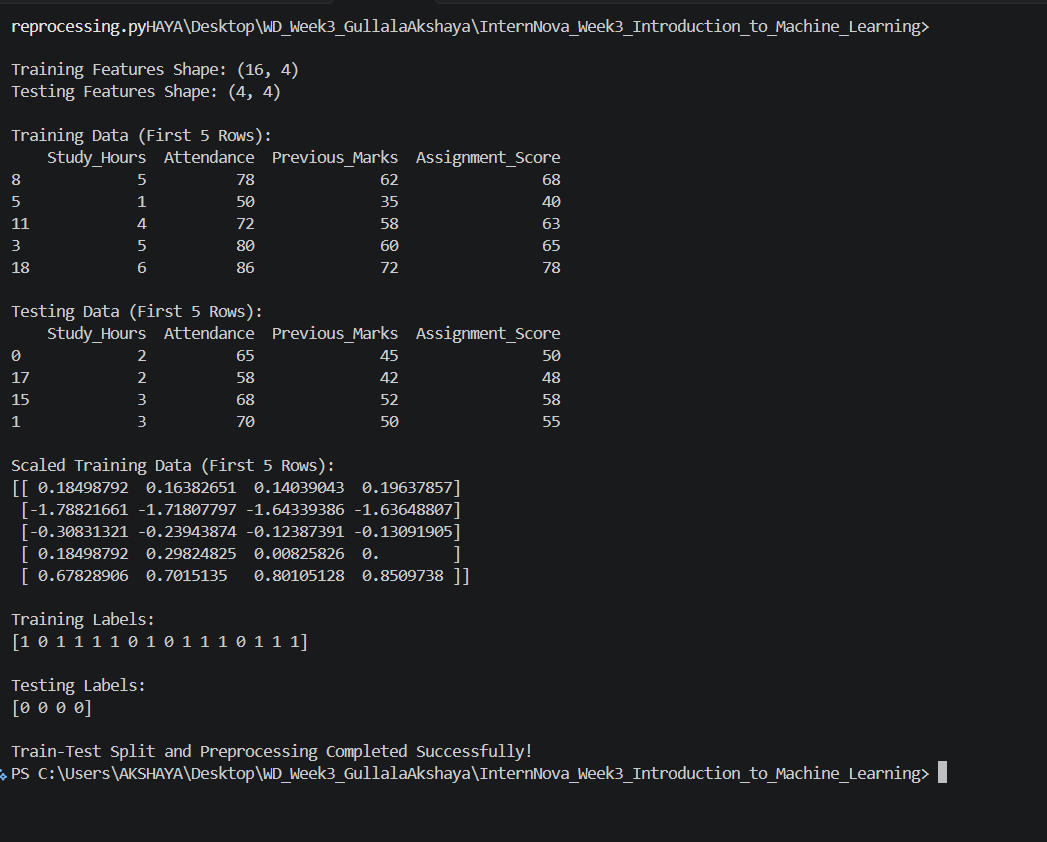 reprocessing.pyHAYA\Desktop\WD_Week3_GullalaAkshaya\InternNova_Week3_Introduction_to_Machine_Learning>
Training Features Shape: (16, 4)
Testing Features Shape: (4, 4)
Training Data (First 5 Rows):
    Study_Hours  Attendance  Previous_Marks  Assignment_Score
8             5          78              62                68
5             1          50              35                40
11            4          72              58                63
3             5          80              60                65
18            6          86              72                78
Testing Data (First 5 Rows):
    Study_Hours  Attendance  Previous_Marks  Assignment_Score
0             2          65              45                50
17            2          58              42                48
15            3          68              52                58
1             3          70              50                55
Scaled Training Data (First 5 Rows):
[[ 0.18498792  0.16382651  0.14039043  0.19637857]
 [-1.78821661 -1.71807797 -1.64339386 -1.63648807]
 [-0.30831321 -0.23943874 -0.12387391 -0.13091905]
 [ 0.18498792  0.29824825  0.00825826  0.        ]
 [ 0.67828906  0.7015135   0.80105128  0.8509738 ]]
Training Labels:
[1 0 1 1 1 1 0 1 0 1 1 1 0 1 1 1]
Testing Labels:
[0 0 0 0]
Train-Test Split and Preprocessing Completed Successfully!
PS C:\Users\AKSHAYA\Desktop\WD_Week3_GullalaAkshaya\InternNova_Week3_Introduction_to_Machine_Learning>